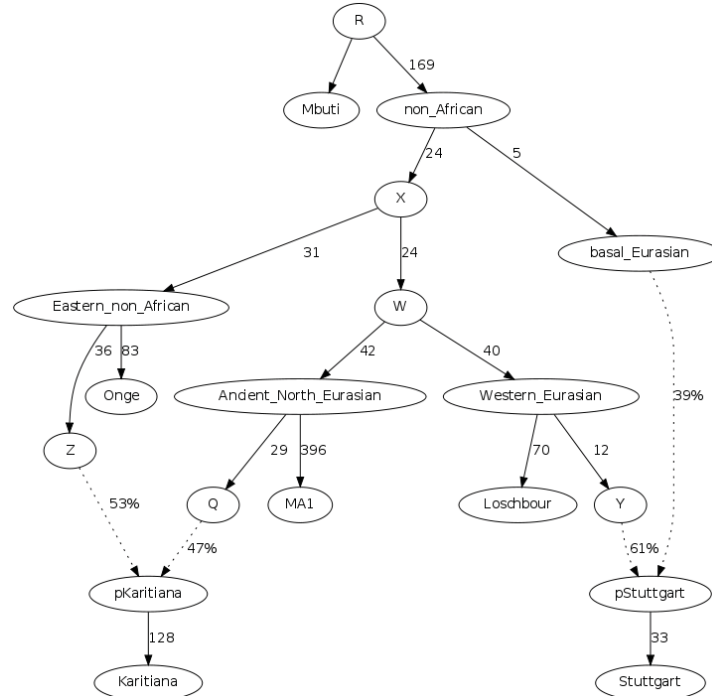 R
169
Mbuti
non_African
24
5
X
31
24
basal_Eurasian
Eastern_non_African
W
36
83
42
40
39%
Onge
Ancient_North_Eurasian
Western_Eurasian
Z
29
396
70
12
53%
Q
MA1
Loschbour
Y
47%
61%
pKaritiana
pStuttgart
128
33
Karitiana
Stuttgart